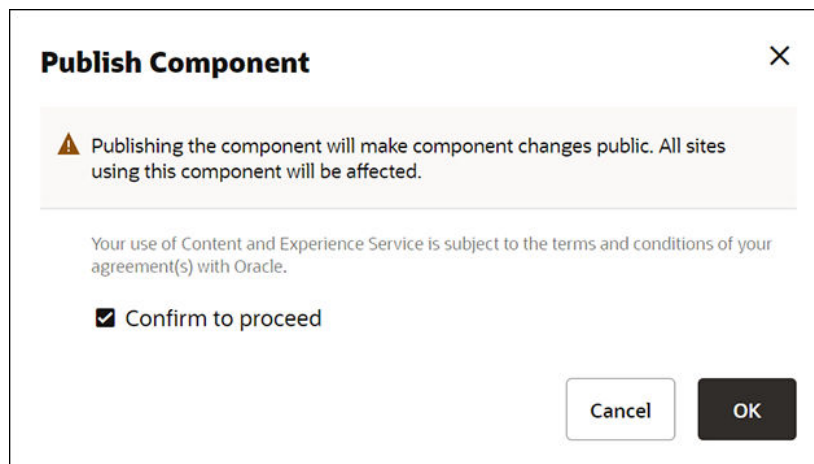 Publish Component
Publishing the component will make component changes public. All sites
using this component will be affected.
Your use of Content and Experience Service is subject to the terms and conditions of your
agreement(s) with Oracle.
Confirm to proceed
Cancel OK